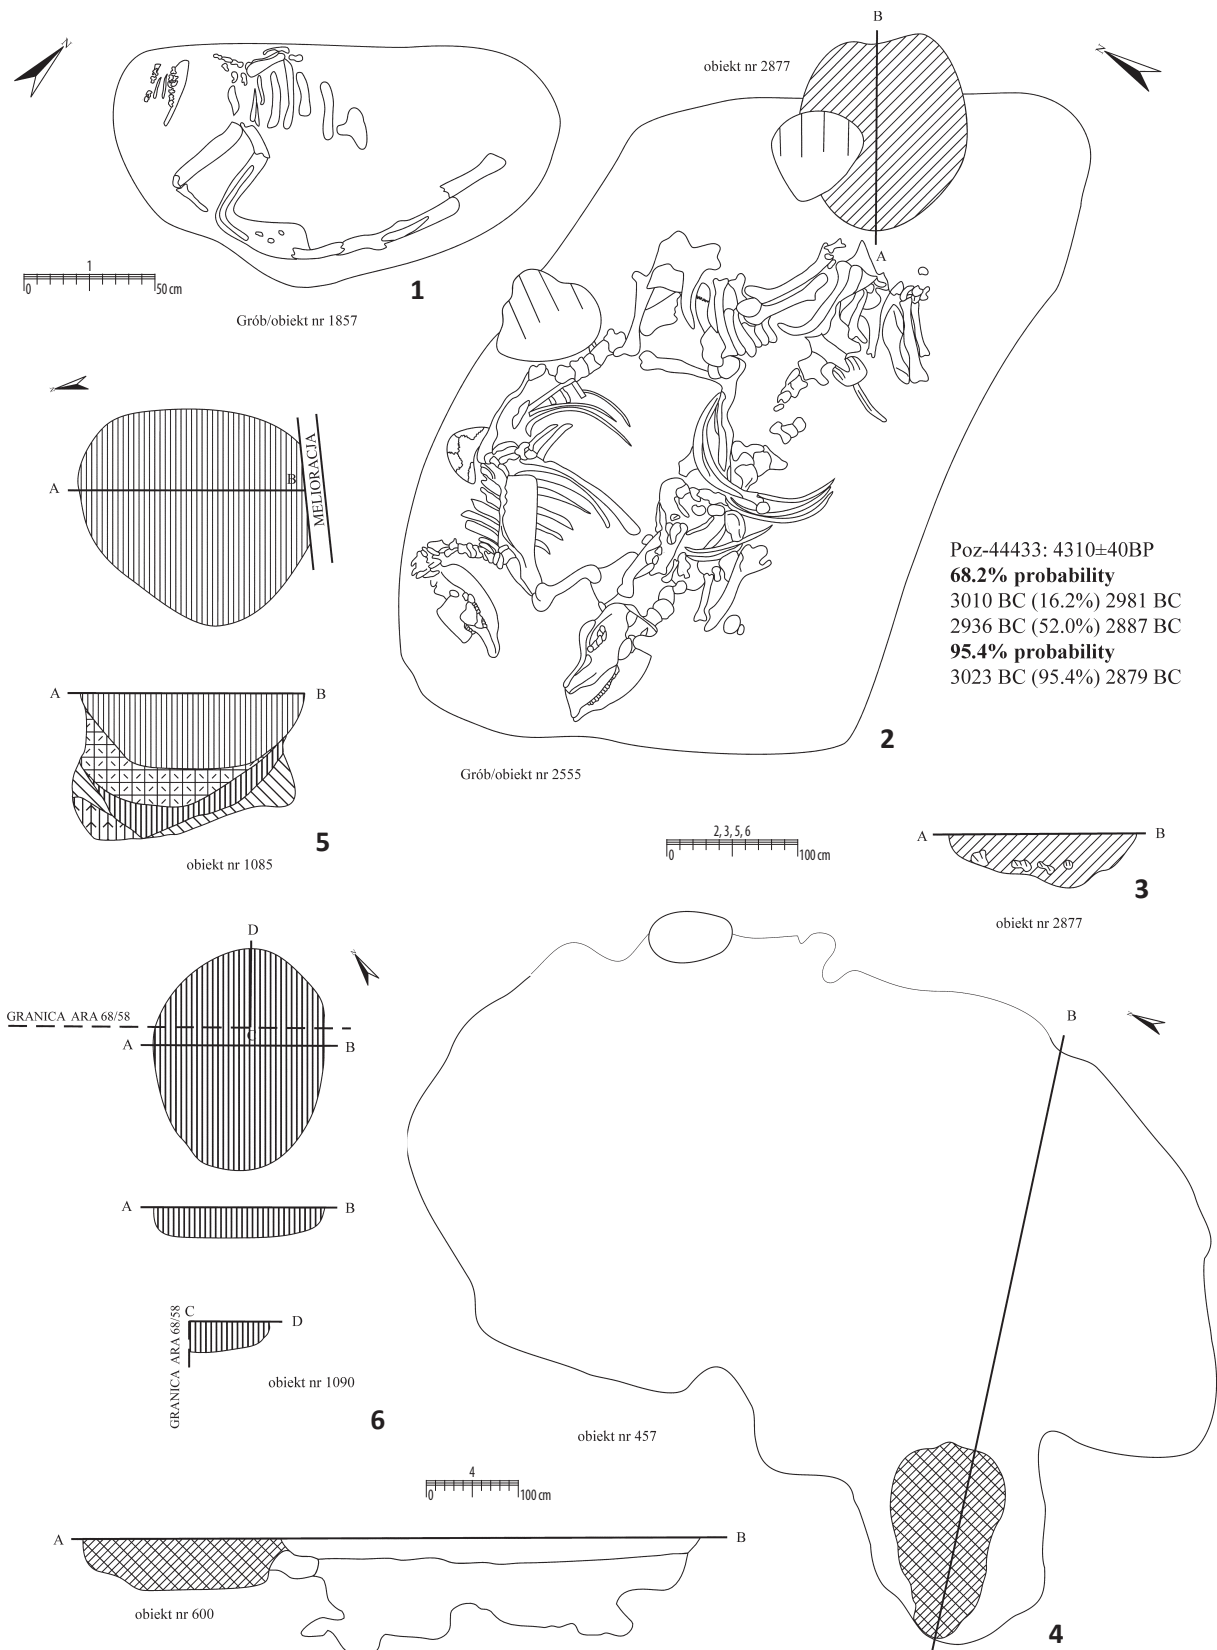 N
1
0 50 cm
1
Grób/obiekt nr 1857
B
obiekt nr 2877
N
A
Poz-44433: 4310±40BP
68.2% probability
3010 BC (16.2%) 2981 BC
2936 BC (52.0%) 2887 BC
95.4% probability
3023 BC (95.4%) 2879 BC
2
Grób/obiekt nr 2555
A
B
MELIORACJA
A
B
5
obiekt nr 1085
2, 3, 5, 6
0 100 cm
A
B
3
obiekt nr 2877
D
GRANICA ARA 68/58
C
A
B
A
B
C
D
GRANICA ARA 68/58
obiekt nr 1090
6
B
obiekt nr 457
4
0 100 cm
A
B
obiekt nr 600
4